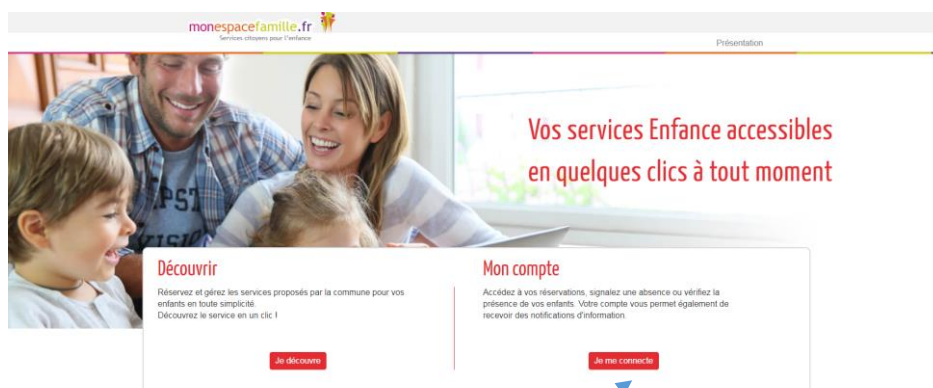 monespacefamille.fr
Services citoyens pour l'enfance
Présentation
Vos services Enfance accessibles
en quelques clics à tout moment
Découvrir
Réservez et gérez les services proposés par la commune pour vos
enfants en toute simplicité.
Découvrez le service en un clic !
Je découvre
Mon compte
Accédez à vos réservations, signalez une absence ou vérifiez la
présence de vos enfants. Votre compte vous permet également de
recevoir des notifications d'information.
Je me connecte